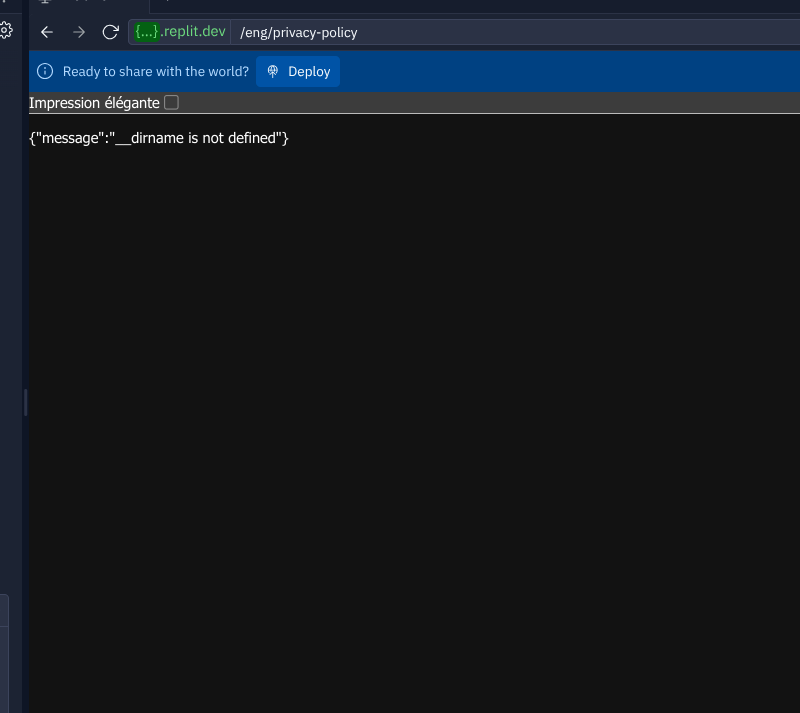 {...}.replit.dev /eng/privacy-policy
Ready to share with the world? Deploy
Impression élégante
{"message":"__dirname is not defined"}